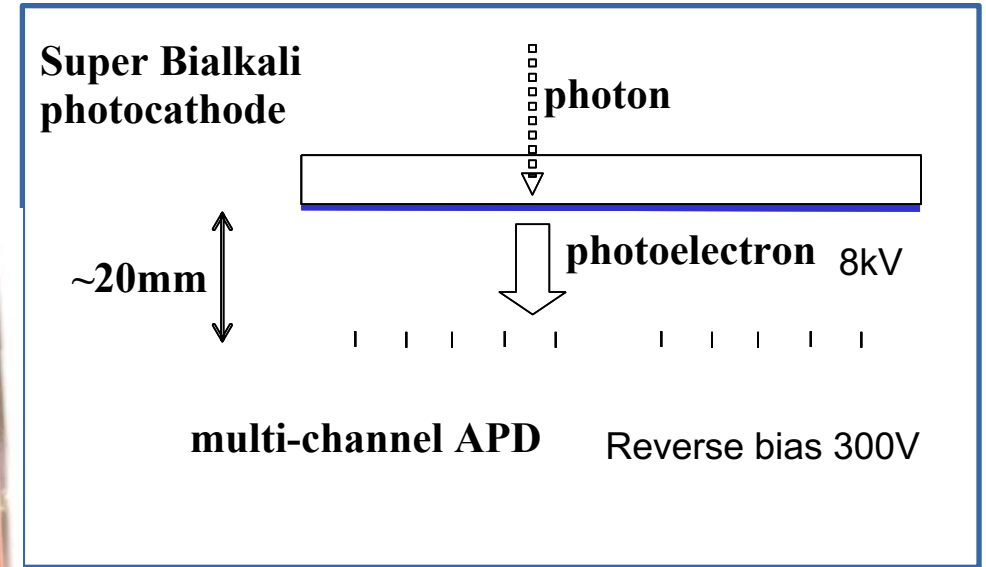 Super Bialkali
photocathode
photon
photoelectron
8kV
~20mm
multi-channel APD
Reverse bias 300V